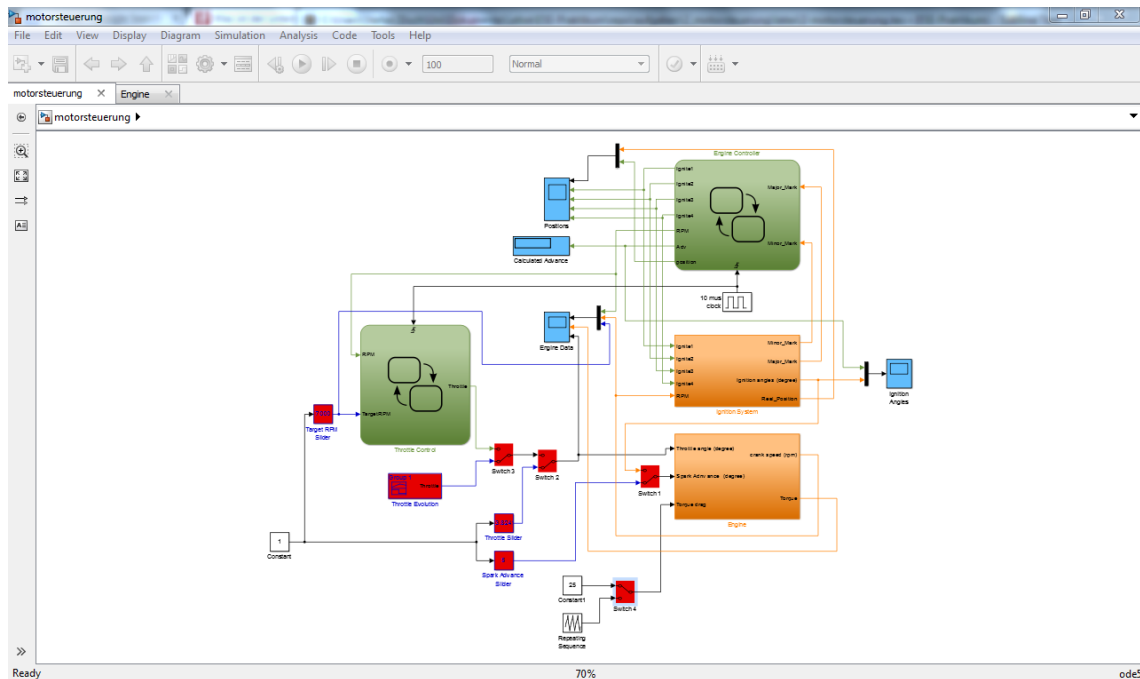 motorsteuerung
File Edit View Display Diagram Simulation Analysis Code Tools Help
100
Normal
motorsteuerung
Engine
motorsteuerung
Engine Controller
Ignite1
Ignite2
Ignite3
Ignite4
RPM
Adv
position
Major_Mark
Minor_Mark
Positions
Calculated Advance
10 mus
clock
Engine Data
RPM
TargetRPM
Throttle
Throttle Control
Target RPM
Slider
Ignite1
Ignite2
Ignite3
Ignite4
RPM
Minor_Mark
Major_Mark
Ignition angles (degree)
Real_Position
Ignition System
Ignition
Angles
Switch 3
Switch 2
Throttle
Throttle Evolution
Switch 1
Throttle angle (degree)
Spark Advance (degree)
Torque drag
crank speed (rpm)
Torque
Engine
1
Constant
Throttle Slider
Spark Advance
Slider
25
Constant1
Switch 4
Repeating
Sequence
Ready
70%
ode5